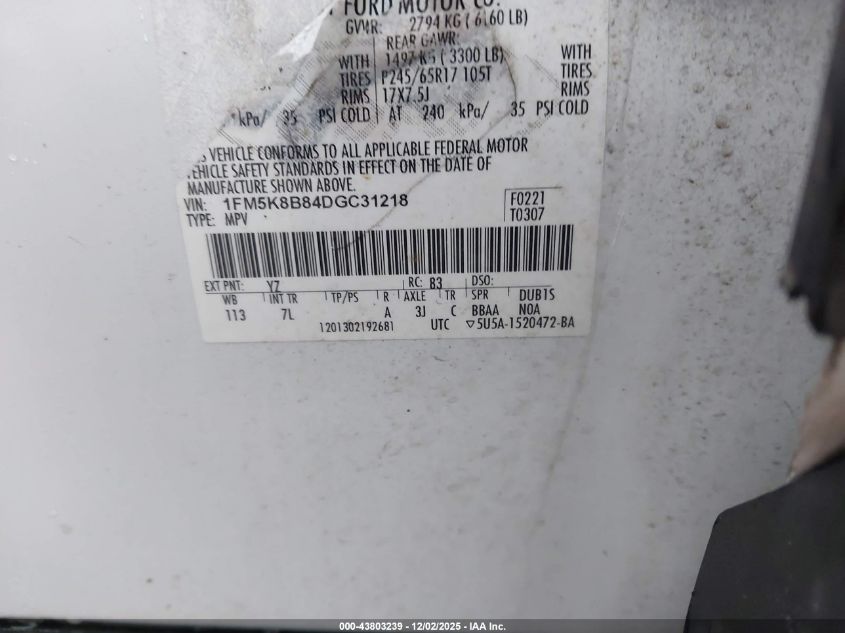 FORD MOTOR CO.
GVWR: 2794 KG ( 6160 LB)
REAR GAWR:
WITH 1497 KG ( 3300 LB) WITH
TIRES P245/65R17 105T TIRES
RIMS 17X7.5J RIMS
kPa/ 35 PSI COLD AT 240 kPa/ 35 PSI COLD
VEHICLE CONFORMS TO ALL APPLICABLE FEDERAL MOTOR
VEHICLE SAFETY STANDARDS IN EFFECT ON THE DATE OF
MANUFACTURE SHOWN ABOVE.
VIN: 1FM5K8B84DGC31218 F0221
TYPE: MPV T0307
EXT PNT: YZ RC: 83 DSO:
WB INT TR TP/PS R AXLE TR SPR DUB1S
113 7L A 3J C BBAA NOA
1201302192681 UTC ▽5U5A-1520472-BA
000-43803239 - 12/02/2025 - IAA Inc.